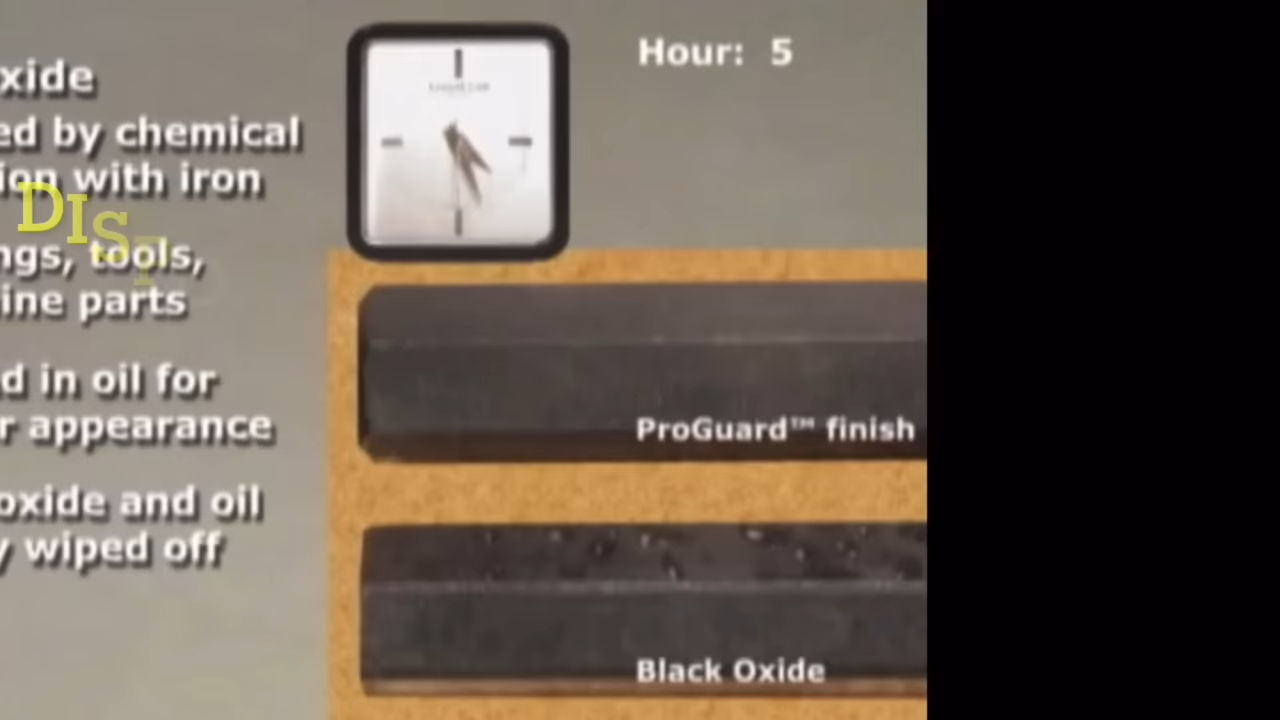 xide
ed by chemical
ion with iron
DIST
ngs, tools,
ine parts
d in oil for
r appearance
oxide and oil
y wiped off
Hour: 5
ProGuard™ finish
Black Oxide